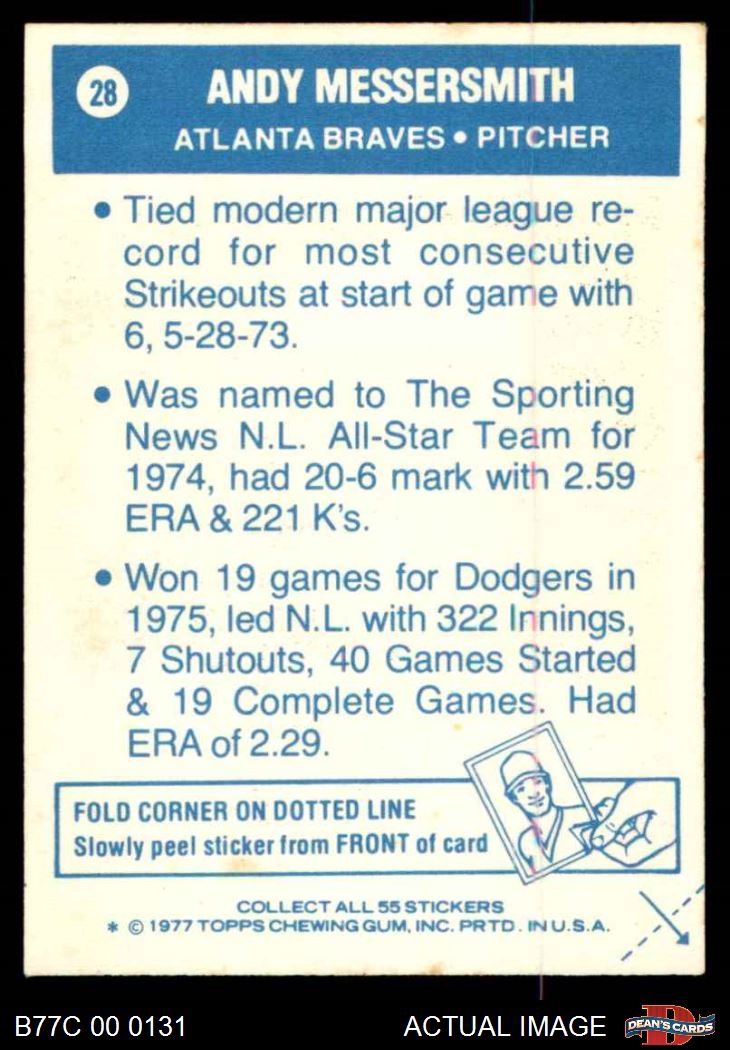 28
ANDY MESSERSMITH
ATLANTA BRAVES • PITCHER
• Tied modern major league re-
cord for most consecutive
Strikeouts at start of game with
6, 5-28-73.
• Was named to The Sporting
News N.L. All-Star Team for
1974, had 20-6 mark with 2.59
ERA & 221 K's.
• Won 19 games for Dodgers in
1975, led N.L. with 322 Innings,
7 Shutouts, 40 Games Started
& 19 Complete Games. Had
ERA of 2.29.
FOLD CORNER ON DOTTED LINE
Slowly peel sticker from FRONT of card
COLLECT ALL 55 STICKERS
* © 1977 TOPPS CHEWING GUM, INC. PRTD. IN U.S.A.
B77C 00 0131
ACTUAL IMAGE
D
DEAN'S CARDS